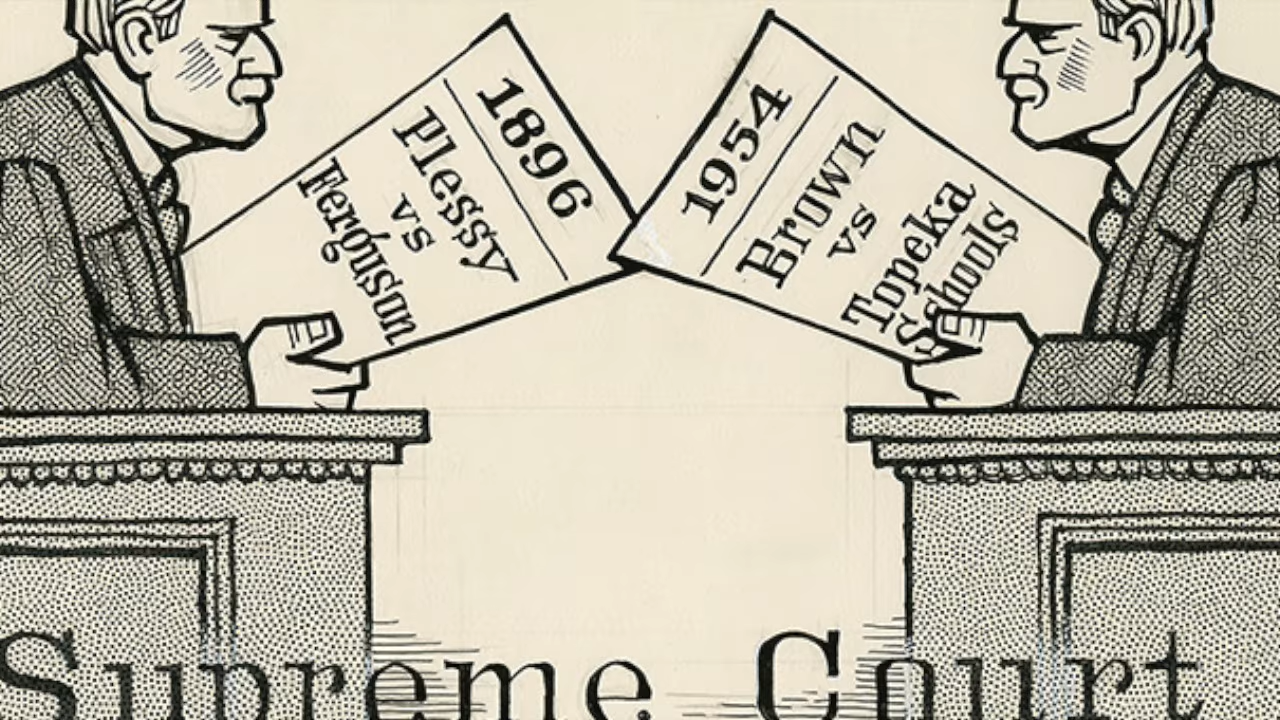 1896
Plessy
vs
Ferguson
1954
Brown
vs
Topeka
Schools
Supreme Court